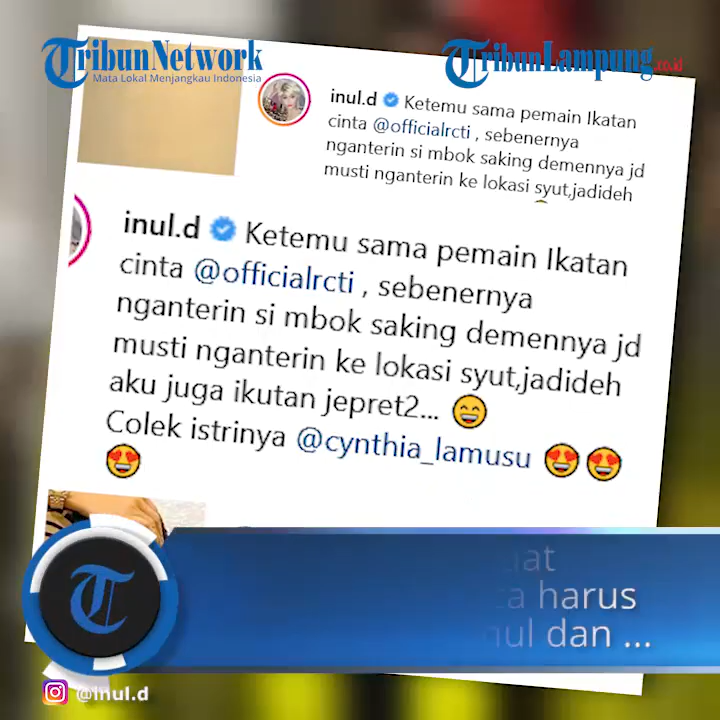 Tribun Network
Mata Lokal Menjangkau Indonesia
TribunLampung.co.id
inul.d Ketemu sama pemain Ikatan
cinta @officialrcti , sebenernya
nganterin si mbok saking demennya jd
musti nganterin ke lokasi syut,jadideh
inul.d Ketemu sama pemain Ikatan
cinta @officialrcti , sebenernya
nganterin si mbok saking demennya jd
musti nganterin ke lokasi syut,jadideh
aku juga ikutan jepret2... 😄
Colek istrinya @cynthia_lamusu 😍😍
😍
T
harus
dan ...
@inul.d